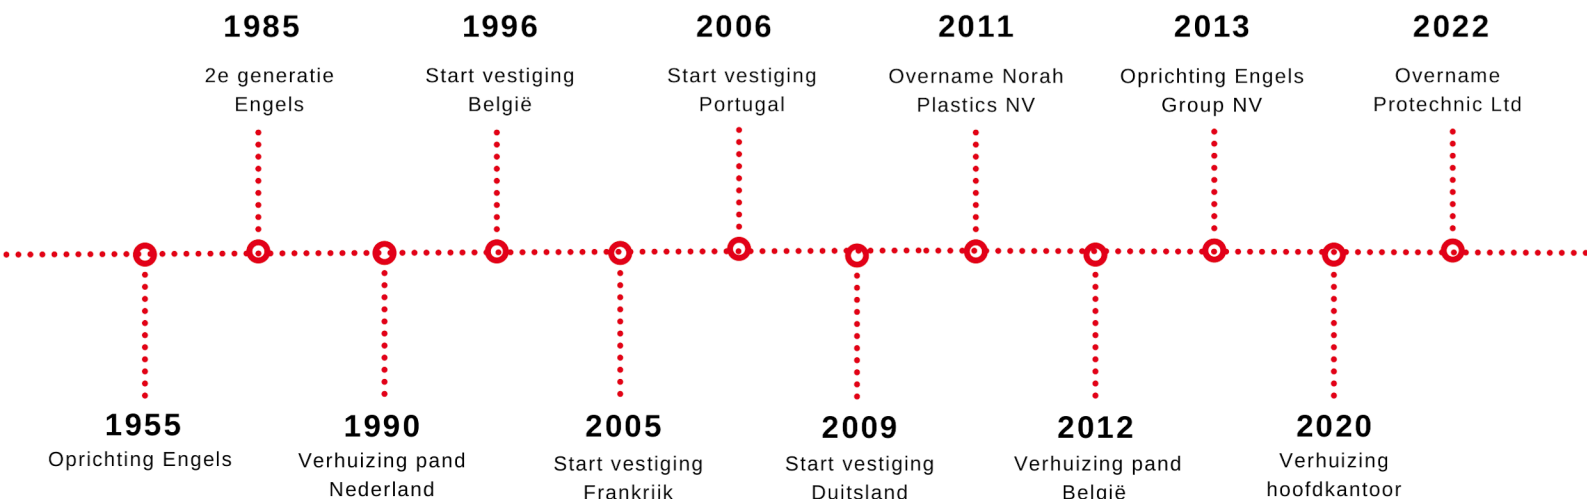 1985
2e generatie
Engels
1996
Start vestiging
België
2006
Start vestiging
Portugal
2011
Overname Norah
Plastics NV
2013
Oprichting Engels
Group NV
2022
Overname
Protechnic Ltd
1955
Oprichting Engels
1990
Verhuizing pand
Nederland
2005
Start vestiging
Frankrijk
2009
Start vestiging
Duitsland
2012
Verhuizing pand
België
2020
Verhuizing
hoofdkantoor